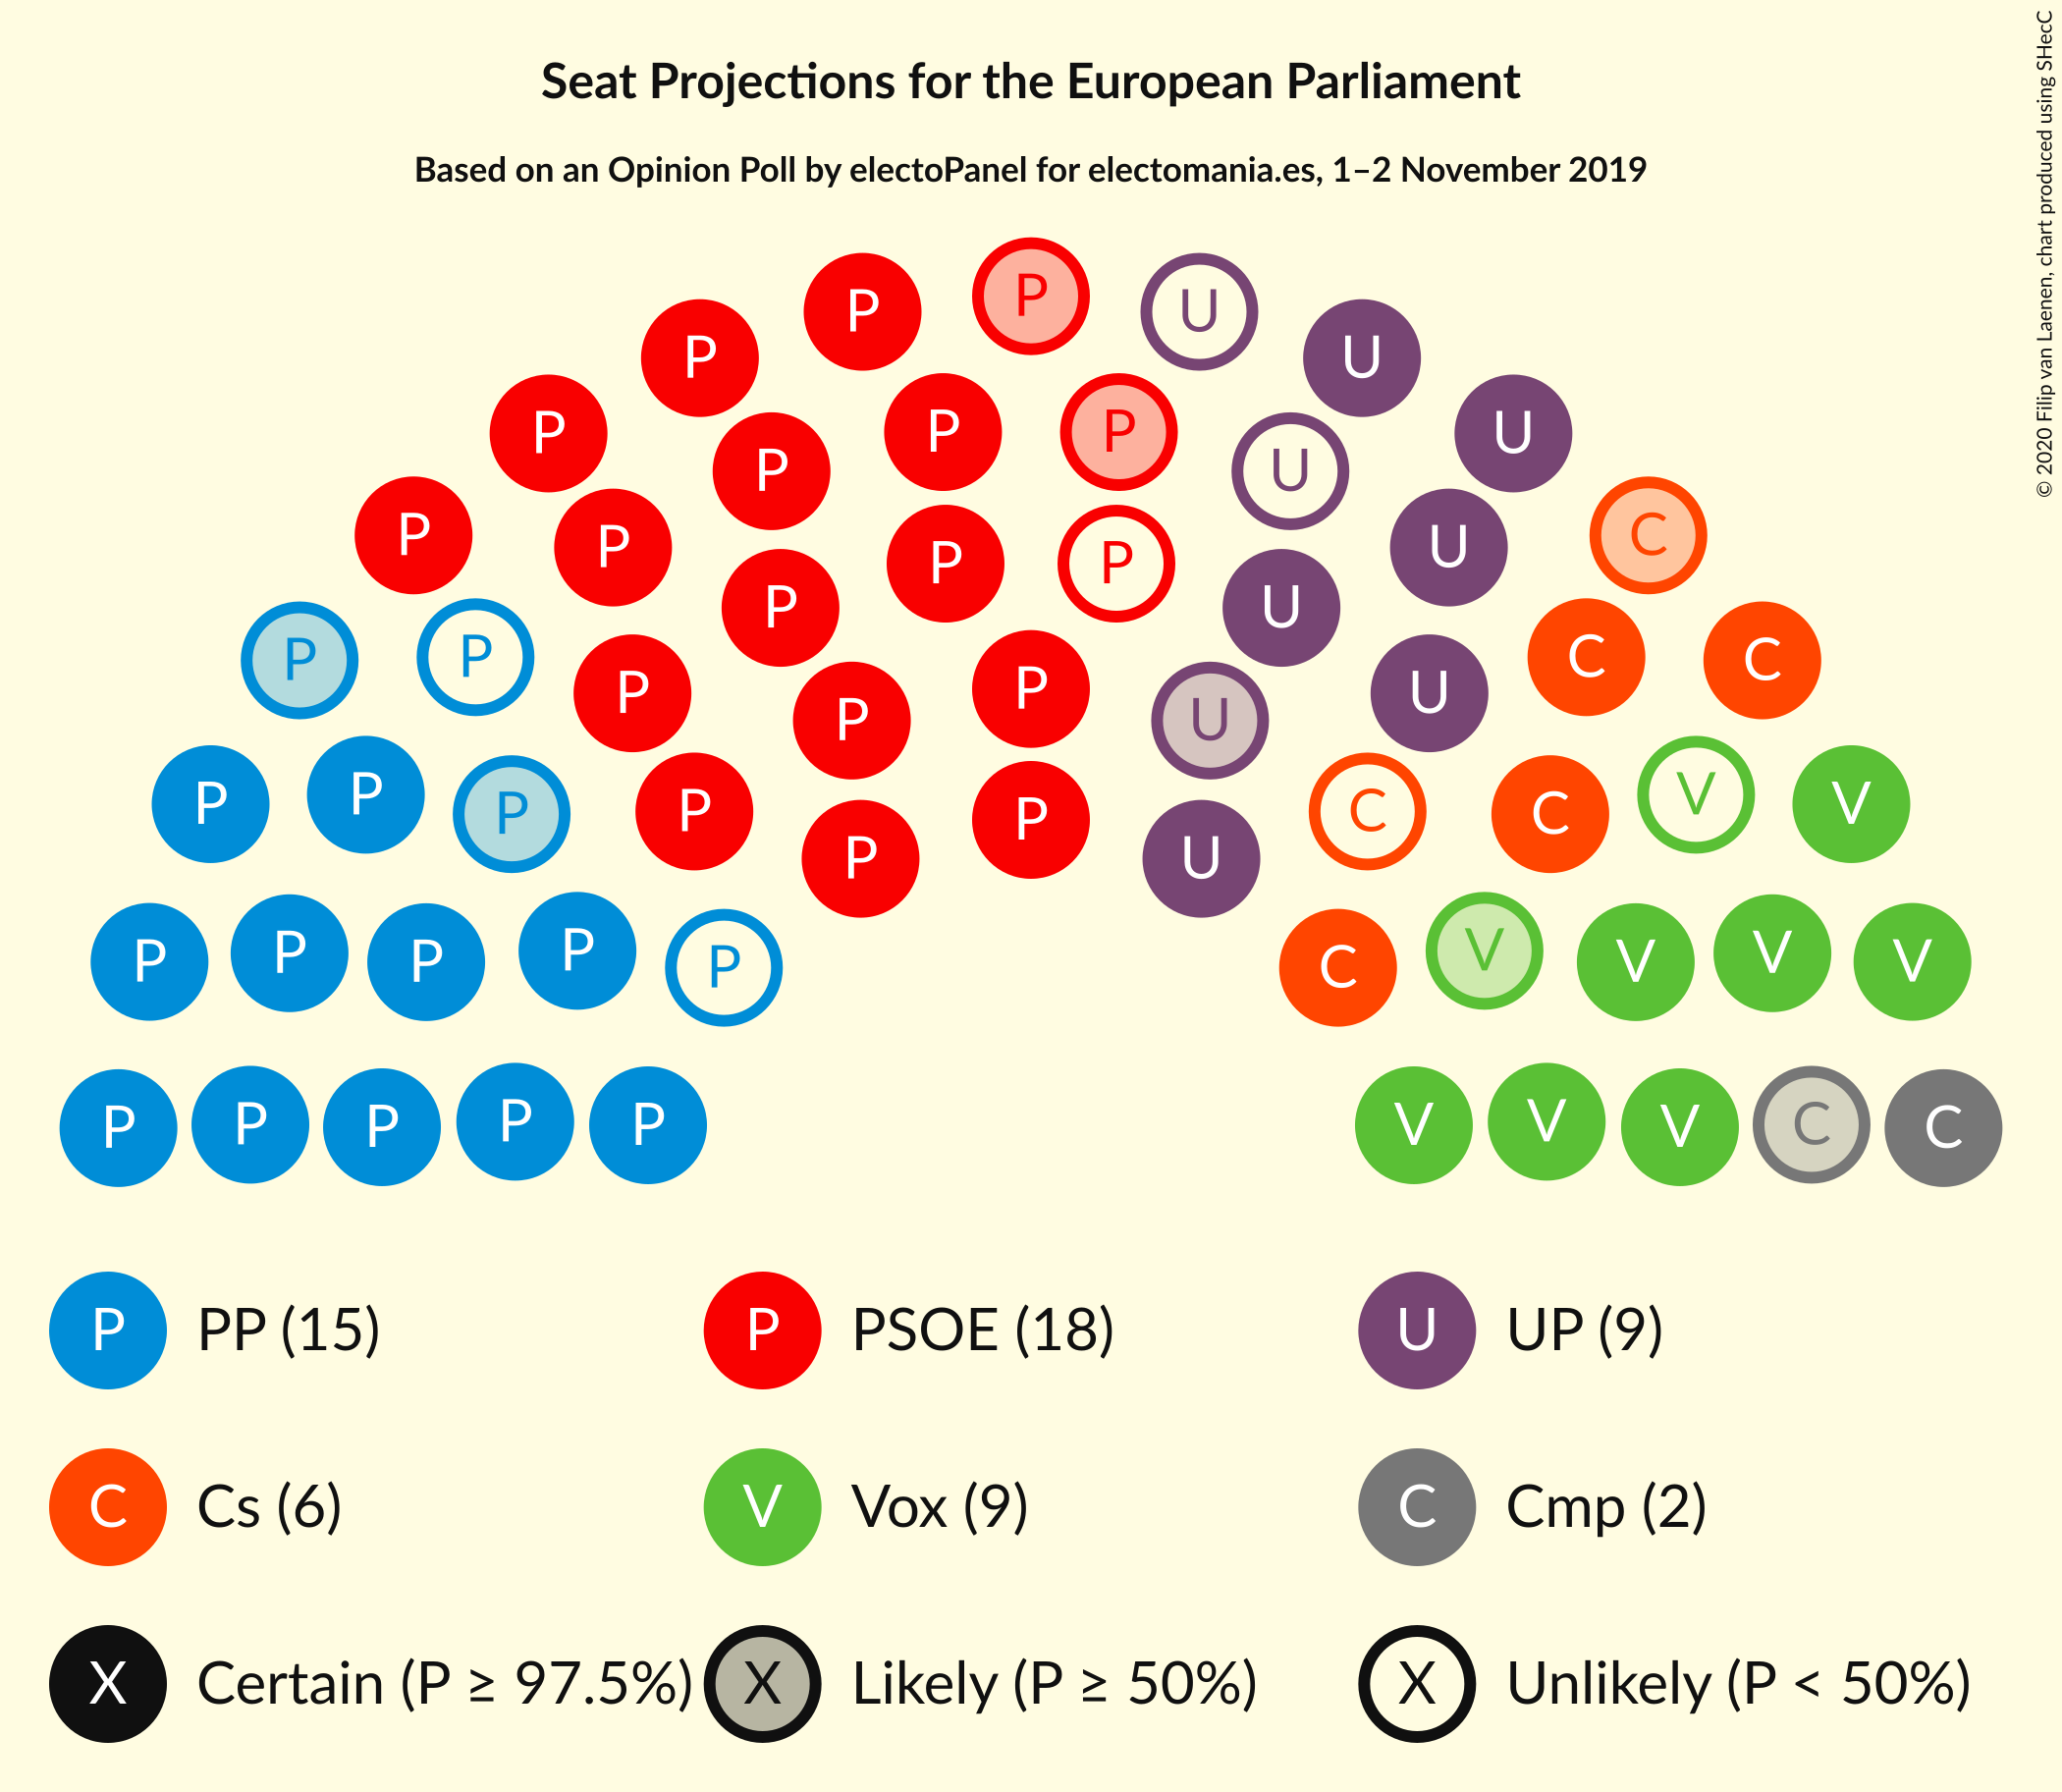 Seat Projections for the European Parliament
Based on an Opinion Poll by electoPanel for electomania.es, 1–2 November 2019
© 2020 Filip van Laenen, chart produced using SHecC
P
P U
P U
P P
P U U
P U
P P
P U
P C
P P
P U
P P C C
P U
P P
P U
P V
P V
P C
P C
P U
P V V
P P V V
P C
P P P P P V V V C C
P PP (15) P PSOE (18) U UP (9)
C Cs (6) V Vox (9) C Cmp (2)
X Certain (P ≥ 97.5%) X Likely (P ≥ 50%) X Unlikely (P < 50%)